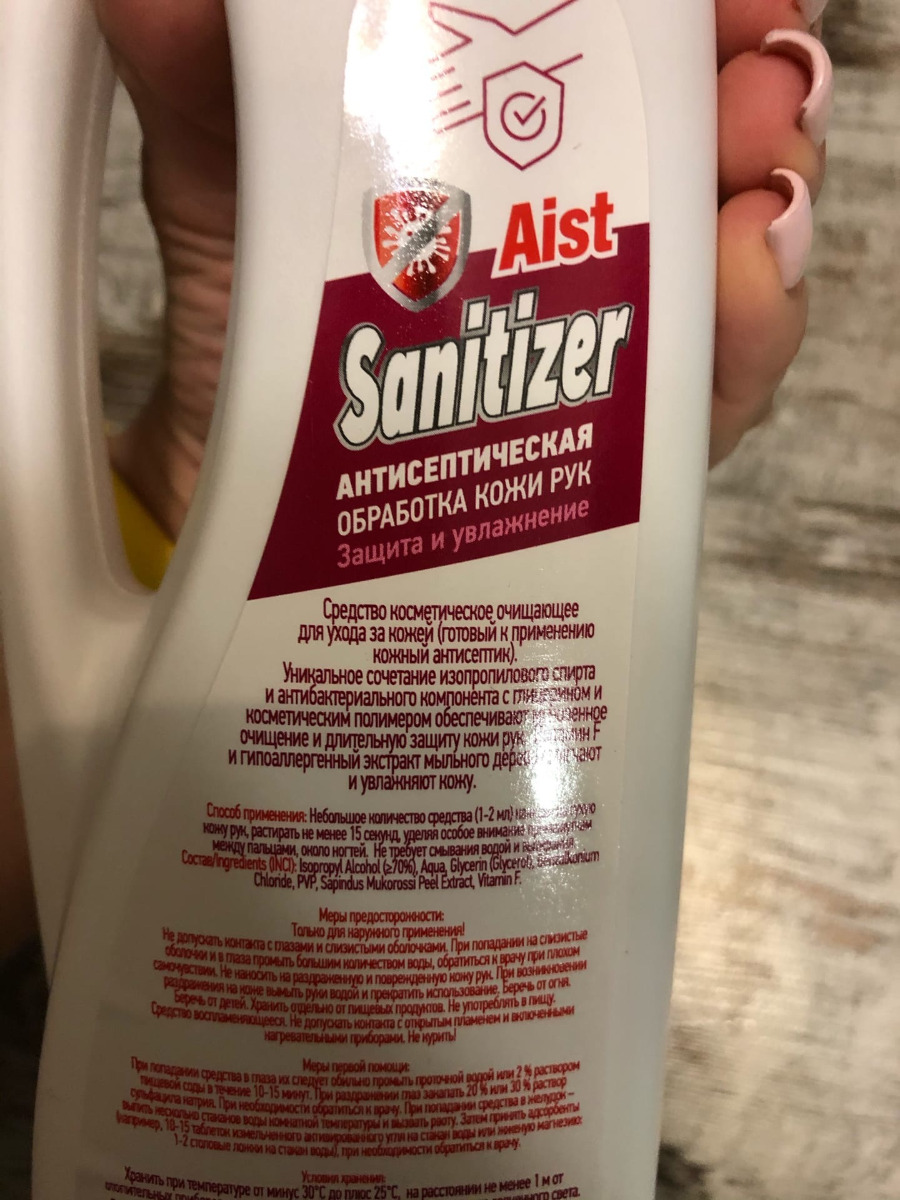 Aist
Sanitizer
АНТИСЕПТИЧЕСКАЯ
ОБРАБОТКА КОЖИ РУК
Защита и увлажнение
Средство косметическое очищающее
для ухода за кожей (готовый к применению
кожный антисептик).
Уникальное сочетание изопропилового спирта
и антибактериального компонента с глицерином и
косметическим полимером обеспечивают мгновенное
очищение и длительную защиту кожи рук. Витамин F
и гипоаллергенный экстракт мыльного дерева смягчают
и увлажняют кожу.
Способ применения: Небольшое количество средства (1-2 мл) сухую
кожу рук, растирать не менее 15 секунд, уделяя особое внимание
между пальцами, около ногтей. Не требует смывания водой и
Состав/Ingredients (INCI): Isopropyl Alcohol (≥70%), Aqua, Glycerin (Glycerol), Benzalkonium
Chloride, PVP, Sapindus Mukorossi Peel Extract, Vitamin F.
Меры предосторожности:
Только для наружного применения!
Не допускать контакта с глазами и слизистыми оболочками. При попадании на слизистые
оболочки и в глаза промыть большим количеством воды, обратиться к врачу при плохом
самочувствии. Не наносить на раздраженную и поврежденную кожу рук. При возникновении
раздражения на коже вымыть руки водой и прекратить использование. Беречь от огня.
Беречь от детей. Хранить отдельно от пищевых продуктов. Не употреблять в пищу.
Средство воспламеняющееся. Не допускать контакта с открытым пламенем и включенными
нагревательными приборами. Не курить!
Меры первой помощи:
При попадании средства в глаза их следует обильно промыть проточной водой или 2 % раствором
пищевой соды в течение 10-15 минут. При раздражении глаз закапать 20 % или 30 % раствор
сульфацила натрия. При необходимости обратиться к врачу. При попадании средства в желудок –
выпить несколько стаканов воды комнатной температуры и вызвать рвоту. Затем принять адсорбенты
(например, 10-15 таблеток измельченного активированного угля на стакан воды или жженую магнезию:
1-2 столовые ложки на стакан воды), при необходимости обратиться к врачу.
Условия хранения:
Хранить при температуре от минус 30°С до плюс 25°С, на расстоянии не менее 1 м от
света.